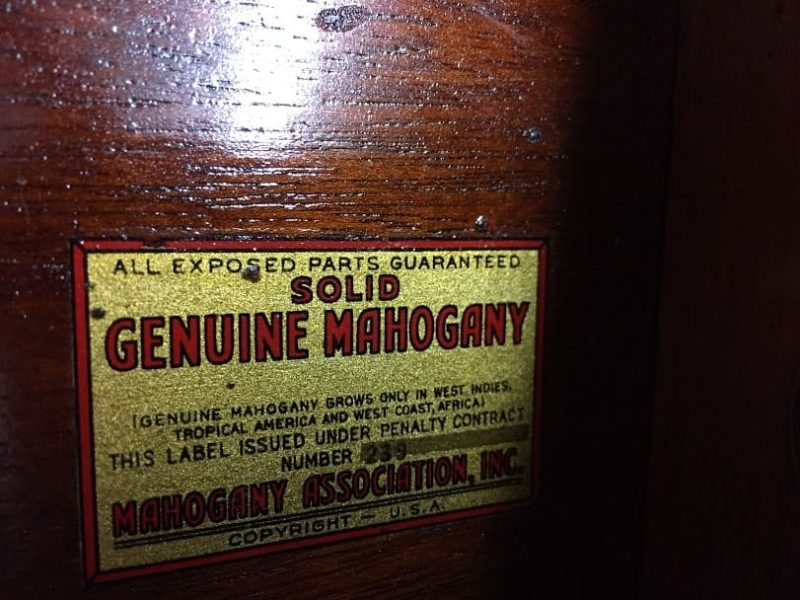 ALL EXPOSED PARTS GUARANTEED
SOLID
GENUINE MAHOGANY
(GENUINE MAHOGANY GROWS ONLY IN WEST INDIES,
TROPICAL AMERICA AND WEST COAST, AFRICA)
THIS LABEL ISSUED UNDER PENALTY CONTRACT
NUMBER 239
MAHOGANY ASSOCIATION, INC.
COPYRIGHT – U.S.A.